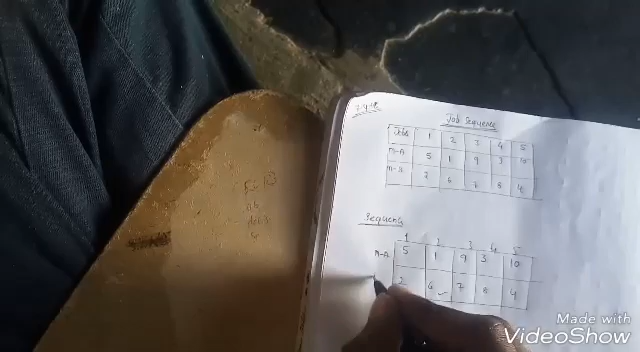 Job Sequence
Jobs 1 2 3 4 5
M-A 5 1 9 3 10
M-B 2 6 7 8 4
Sequence
1 2 3 4 5
M-A 5 1 9 3 10
2 6 7 8 4
Made with
VideoShow